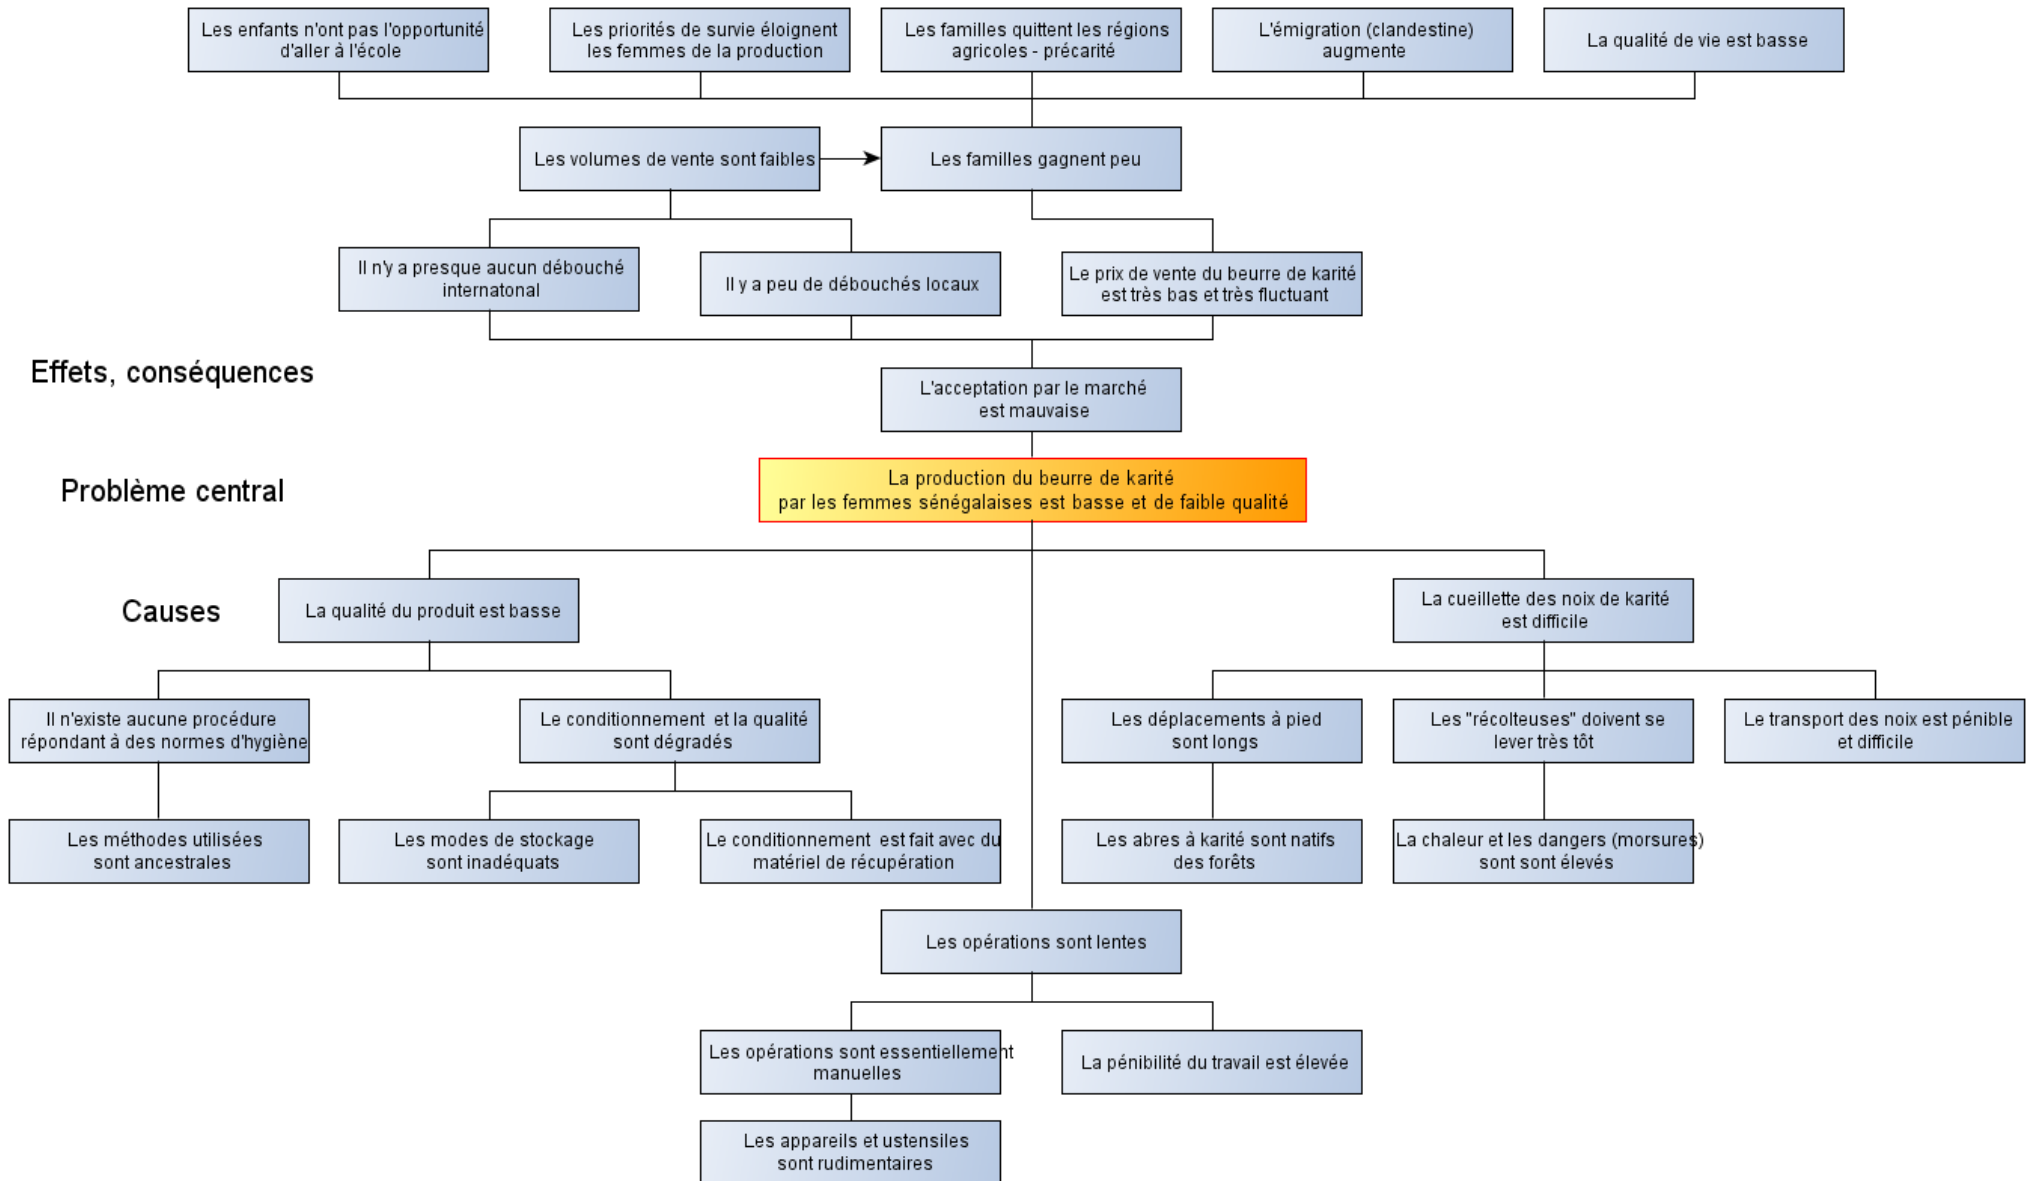 Les enfants n'ont pas l'opportunité
d'aller à l'école
Les priorités de survie éloignent
les femmes de la production
Les familles quittent les régions
agricoles - précarité
L'émigration (clandestine)
augmente
La qualité de vie est basse
Les volumes de vente sont faibles
Les familles gagnent peu
Il n'y a presque aucun débouché
internatonal
Il y a peu de débouchés locaux
Le prix de vente du beurre de karité
est très bas et très fluctuant
Effets, conséquences
L'acceptation par le marché
est mauvaise
Problème central
La production du beurre de karité
par les femmes sénégalaises est basse et de faible qualité
Causes
La qualité du produit est basse
La cueillette des noix de karité
est difficile
Il n'existe aucune procédure
répondant à des normes d'hygiène
Le conditionnement et la qualité
sont dégradés
Les déplacements à pied
sont longs
Les "récolteuses" doivent se
lever très tôt
Le transport des noix est pénible
et difficile
Les méthodes utilisées
sont ancestrales
Les modes de stockage
sont inadéquats
Le conditionnement est fait avec du
matériel de récupération
Les abres à karité sont natifs
des forêts
La chaleur et les dangers (morsures)
sont sont élevés
Les opérations sont lentes
Les opérations sont essentiellement
manuelles
La pénibilité du travail est élevée
Les appareils et ustensiles
sont rudimentaires